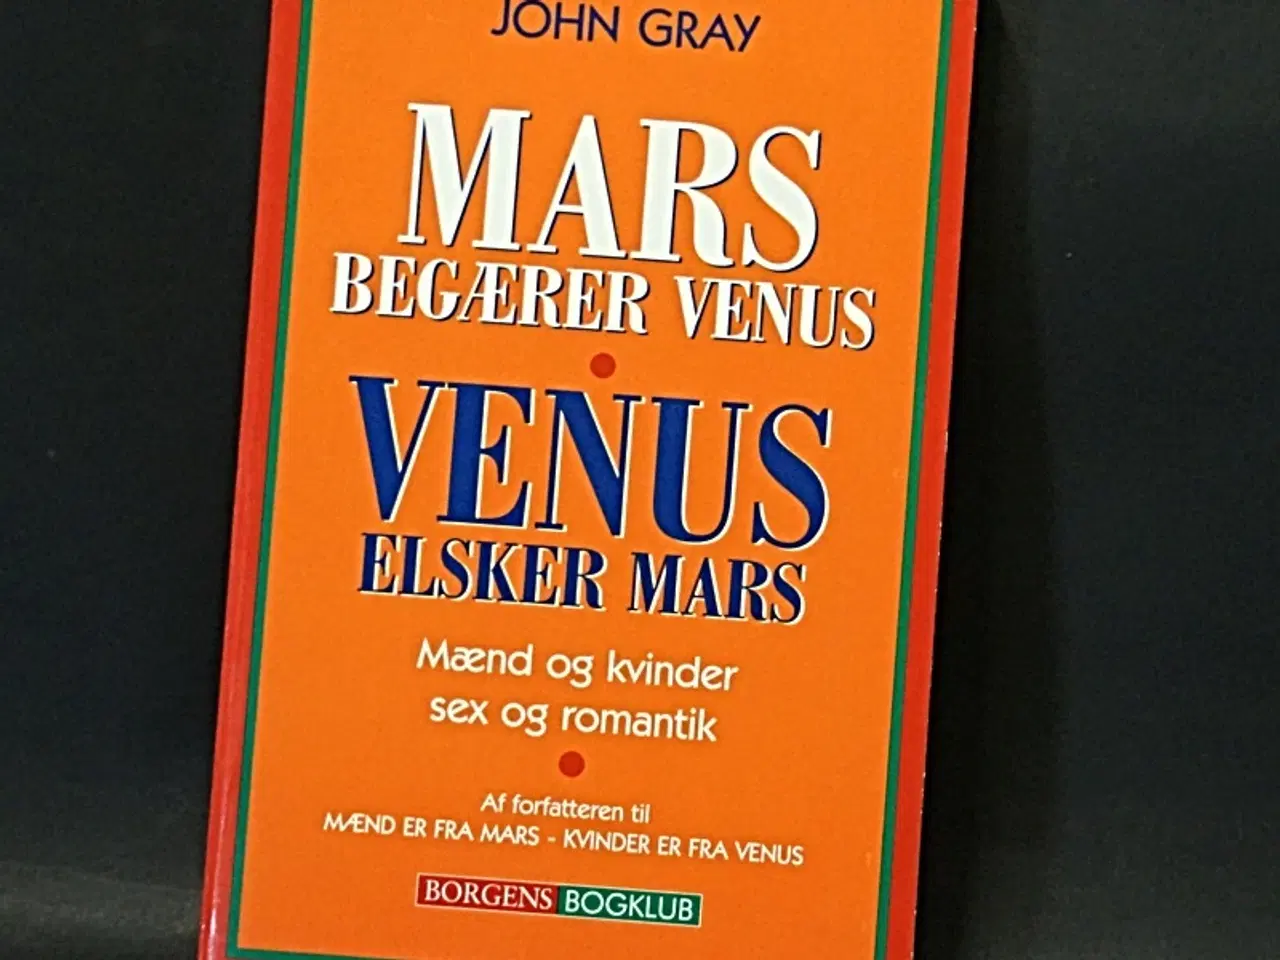 JOHN GRAY
MARS
BEGÆRER VENUS
VENUS
ELSKER MARS
Mænd og kvinder
sex og romantik
Af forfatteren til
MÆND ER FRA MARS - KVINDER ER FRA VENUS
BORGENS BOGKLUB